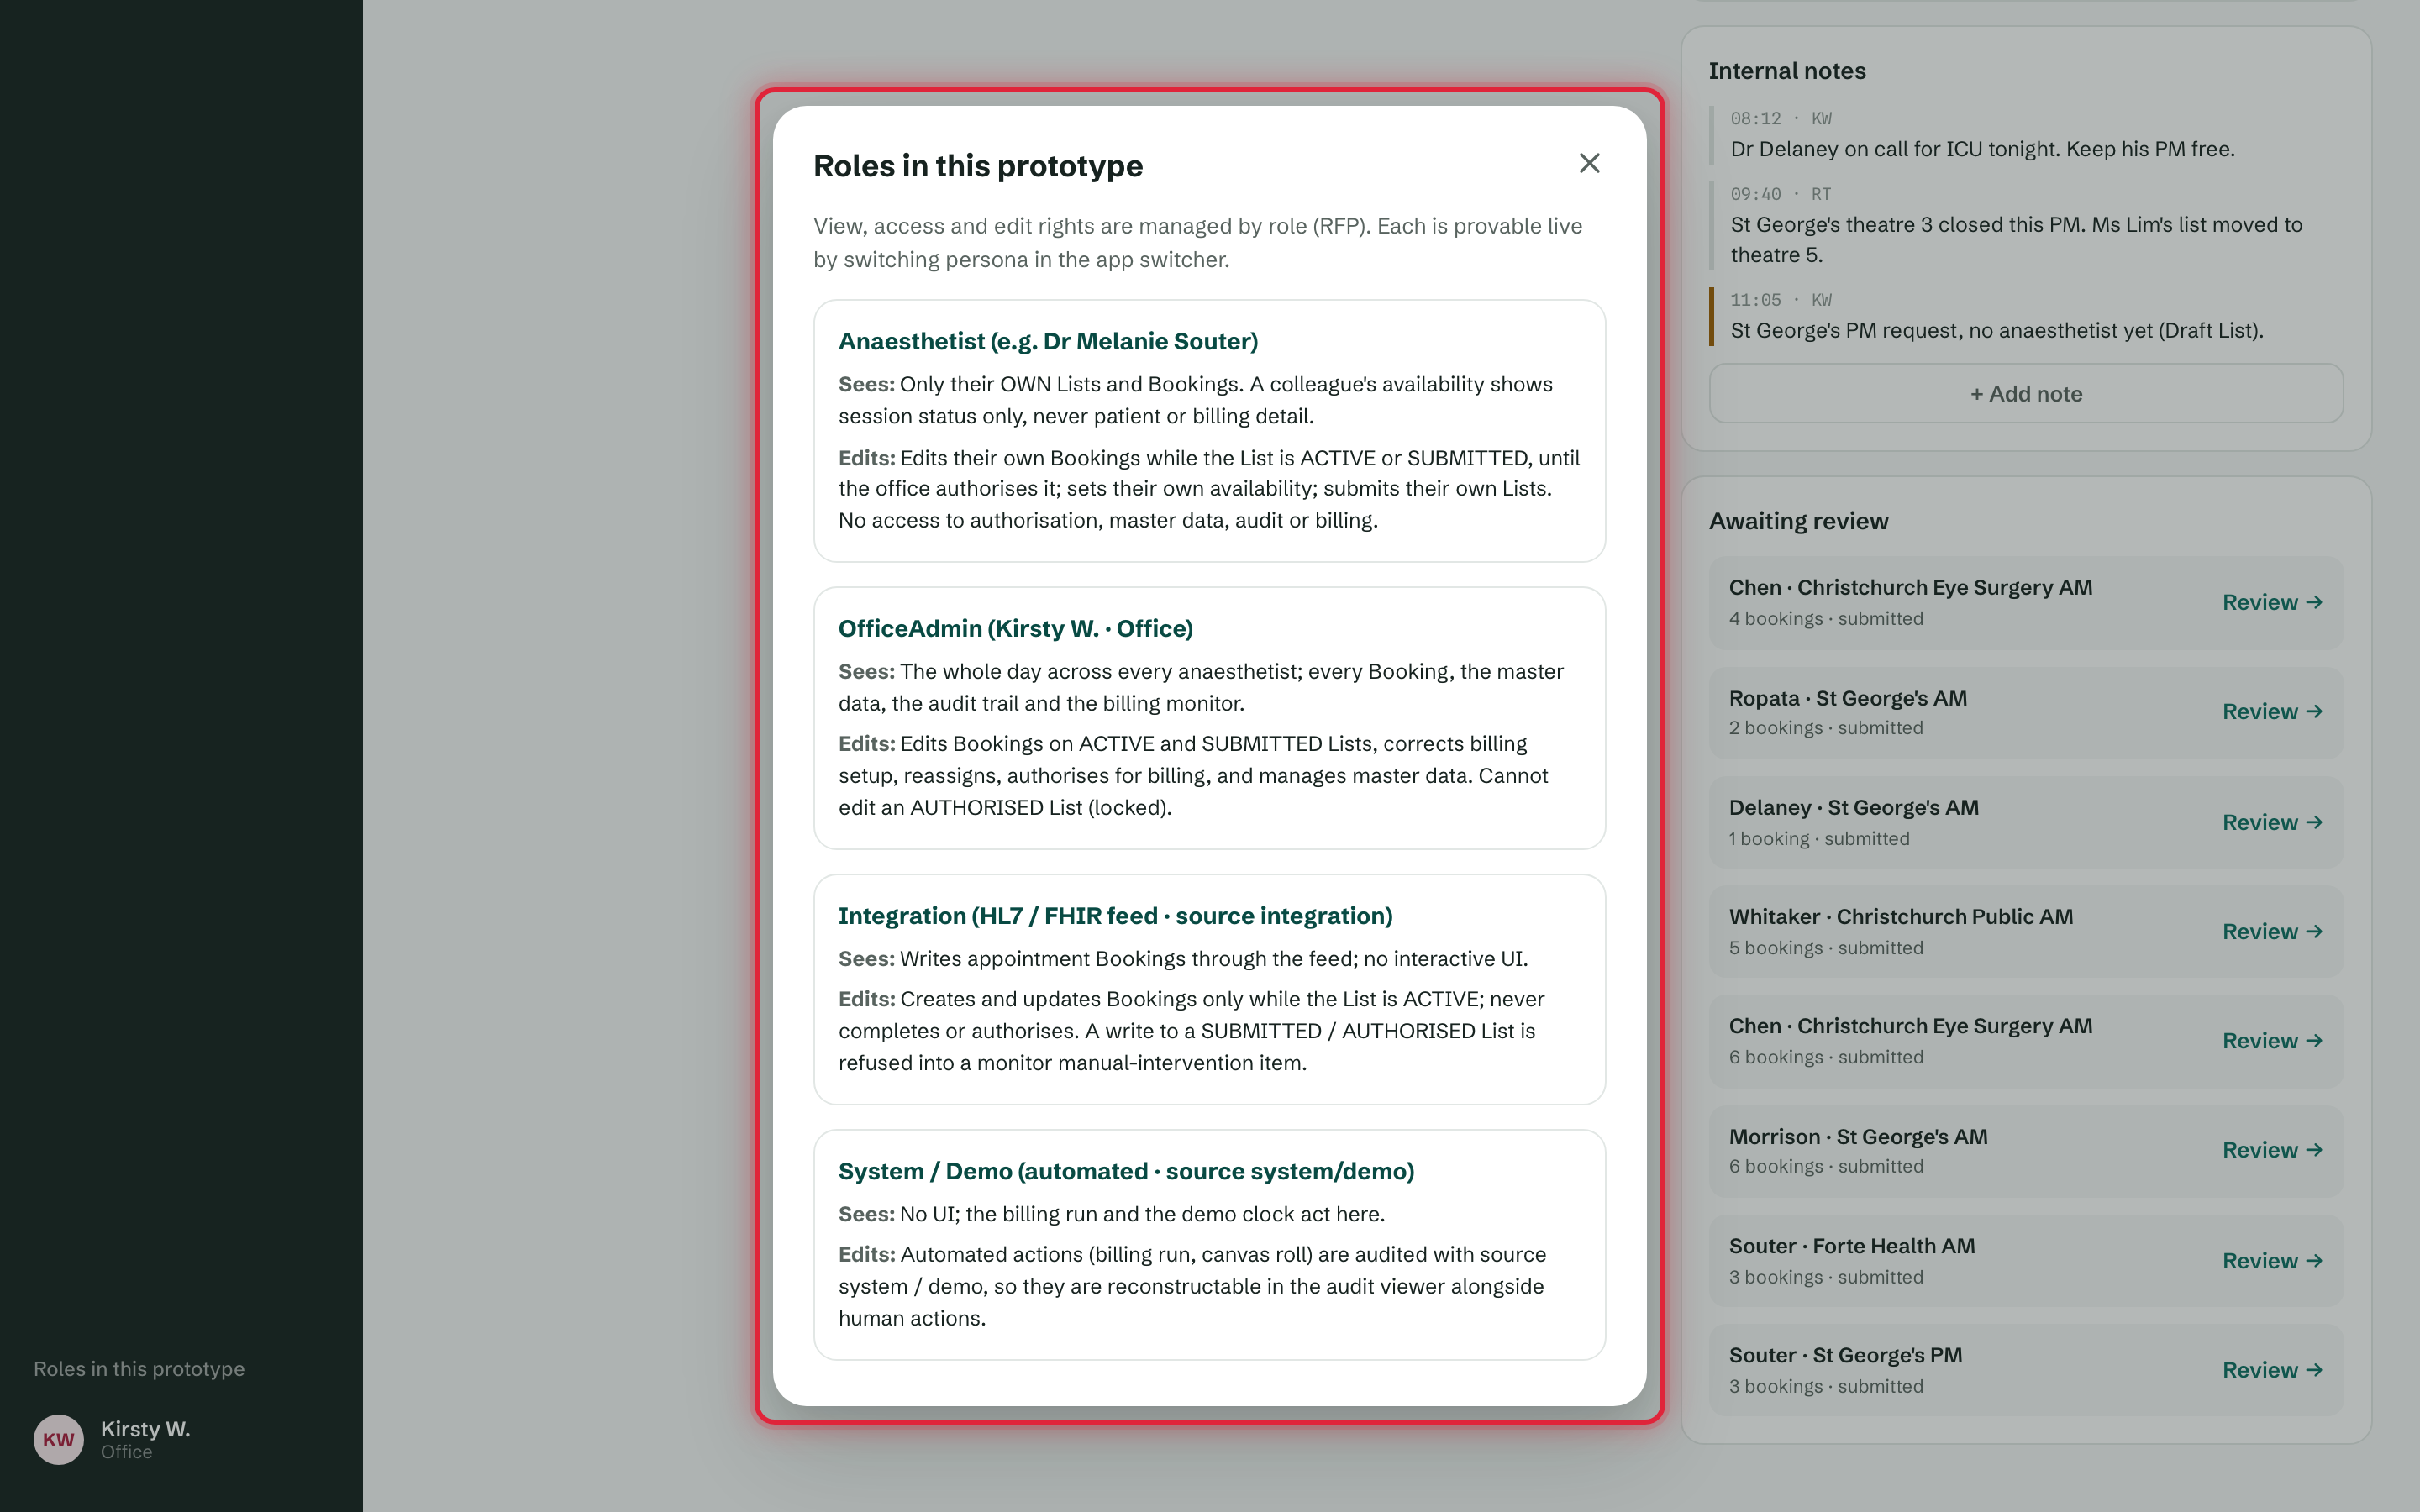 Roles in this prototype
KW
Kirsty W.
Office
Roles in this prototype
View, access and edit rights are managed by role (RFP). Each is provable live
by switching persona in the app switcher.
Anaesthetist (e.g. Dr Melanie Souter)
Sees: Only their OWN Lists and Bookings. A colleague's availability shows
session status only, never patient or billing detail.
Edits: Edits their own Bookings while the List is ACTIVE or SUBMITTED, until
the office authorises it; sets their own availability; submits their own Lists.
No access to authorisation, master data, audit or billing.
OfficeAdmin (Kirsty W. · Office)
Sees: The whole day across every anaesthetist; every Booking, the master
data, the audit trail and the billing monitor.
Edits: Edits Bookings on ACTIVE and SUBMITTED Lists, corrects billing
setup, reassigns, authorises for billing, and manages master data. Cannot
edit an AUTHORISED List (locked).
Integration (HL7 / FHIR feed · source integration)
Sees: Writes appointment Bookings through the feed; no interactive UI.
Edits: Creates and updates Bookings only while the List is ACTIVE; never
completes or authorises. A write to a SUBMITTED / AUTHORISED List is
refused into a monitor manual-intervention item.
System / Demo (automated · source system/demo)
Sees: No UI; the billing run and the demo clock act here.
Edits: Automated actions (billing run, canvas roll) are audited with source
system / demo, so they are reconstructable in the audit viewer alongside
human actions.
Internal notes
08:12 · KW
Dr Delaney on call for ICU tonight. Keep his PM free.
09:40 · RT
St George's theatre 3 closed this PM. Ms Lim's list moved to
theatre 5.
11:05 · KW
St George's PM request, no anaesthetist yet (Draft List).
+ Add note
Awaiting review
Chen · Christchurch Eye Surgery AM
4 bookings · submitted
Review →
Ropata · St George's AM
2 bookings · submitted
Review →
Delaney · St George's AM
1 booking · submitted
Review →
Whitaker · Christchurch Public AM
5 bookings · submitted
Review →
Chen · Christchurch Eye Surgery AM
6 bookings · submitted
Review →
Morrison · St George's AM
6 bookings · submitted
Review →
Souter · Forte Health AM
3 bookings · submitted
Review →
Souter · St George's PM
3 bookings · submitted
Review →